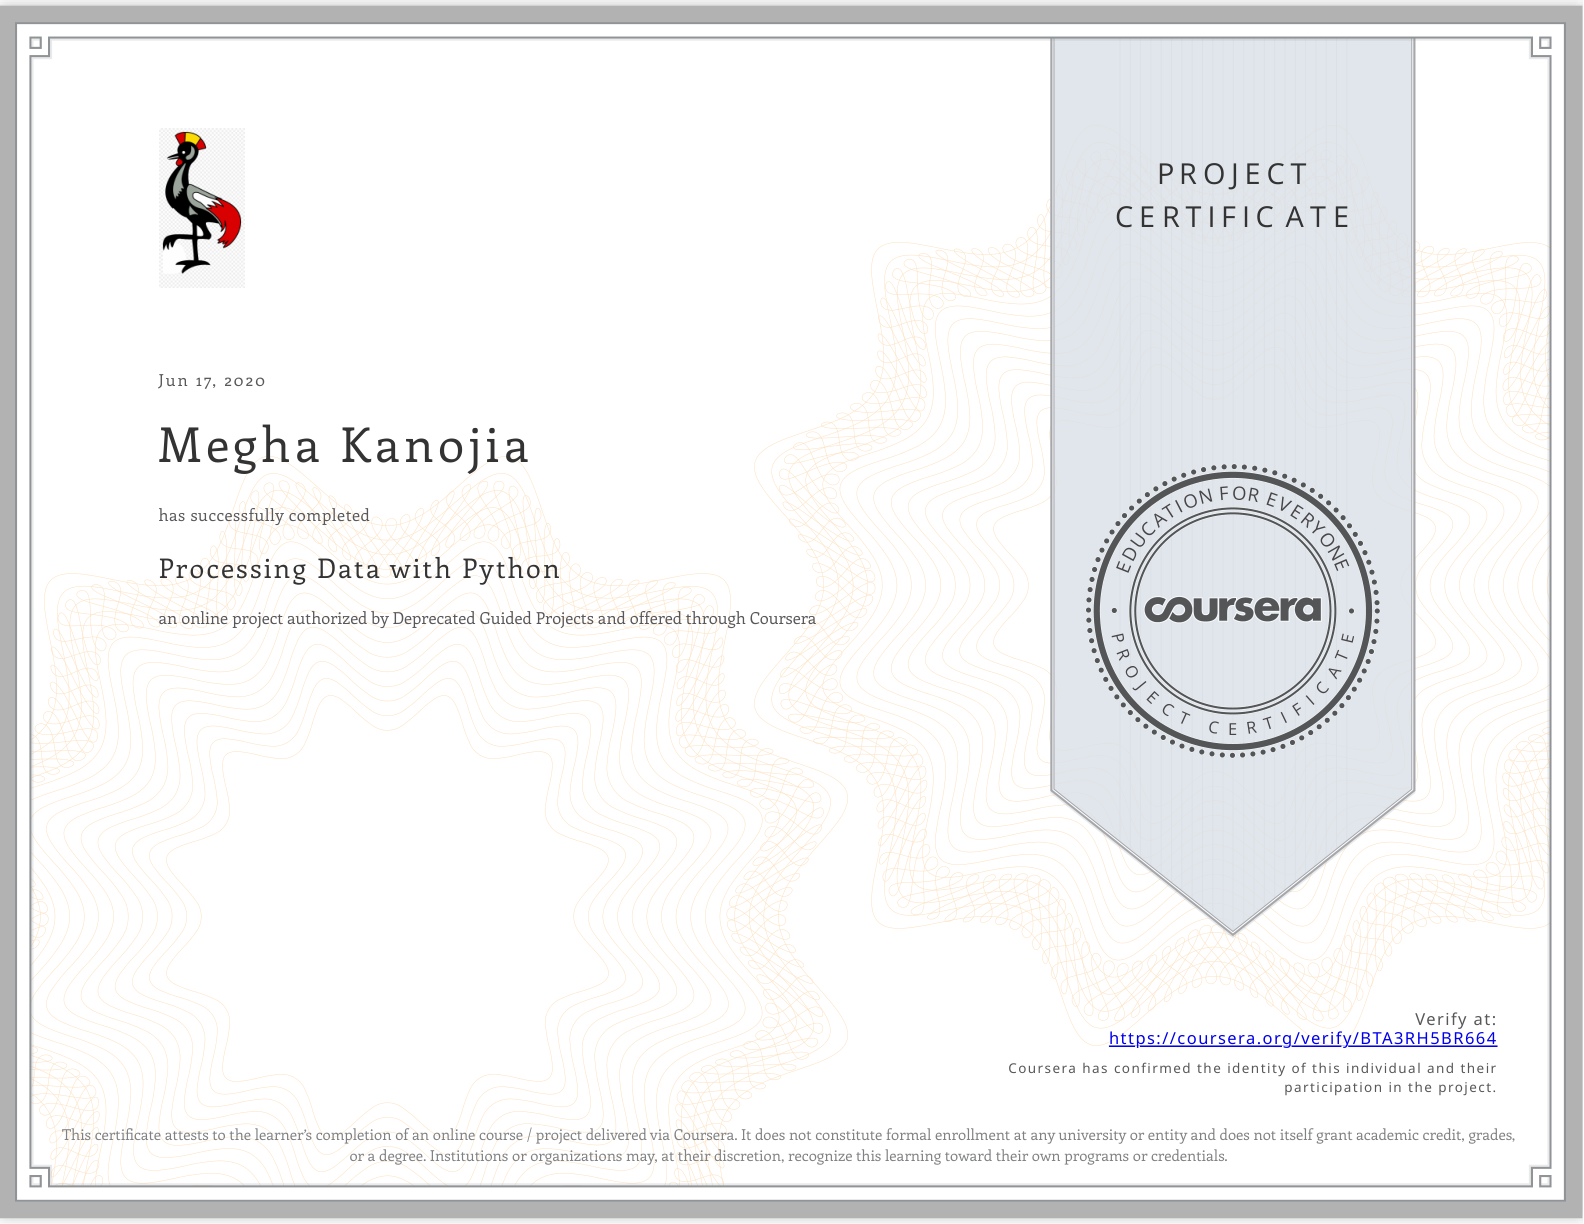 PROJECT
CERTIFICATE
Jun 17, 2020
Megha Kanojia
has successfully completed
Processing Data with Python
an online project authorized by Deprecated Guided Projects and offered through Coursera
EDUCATION FOR EVERYONE
coursera
PROJECT CERTIFICATE
Verify at:
https://coursera.org/verify/BTA3RH5BR664
Coursera has confirmed the identity of this individual and their
participation in the project.
This certificate attests to the learner's completion of an online course / project delivered via Coursera. It does not constitute formal enrollment at any university or entity and does not itself grant academic credit, grades,
or a degree. Institutions or organizations may, at their discretion, recognize this learning toward their own programs or credentials.